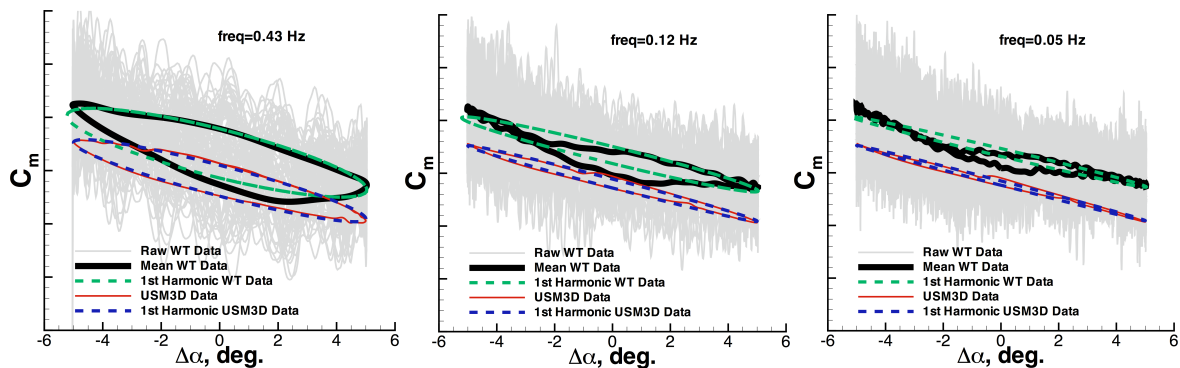 freq=0.43 Hz
Cm
Raw WT Data
Mean WT Data
1st Harmonic WT Data
USM3D Data
1st Harmonic USM3D Data
-6 -4 -2 0 2 4 6
Δα, deg.
freq=0.12 Hz
Cm
Raw WT Data
Mean WT Data
1st Harmonic WT Data
USM3D Data
1st Harmonic USM3D Data
-6 -4 -2 0 2 4 6
Δα, deg.
freq=0.05 Hz
Cm
Raw WT Data
Mean WT Data
1st Harmonic WT Data
USM3D Data
1st Harmonic USM3D Data
-6 -4 -2 0 2 4 6
Δα, deg.